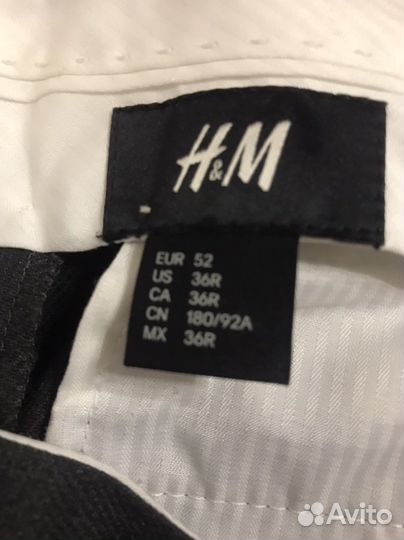 H&M
EUR 52
US 36R
CA 36R
CN 180/92A
MX 36R
Avito